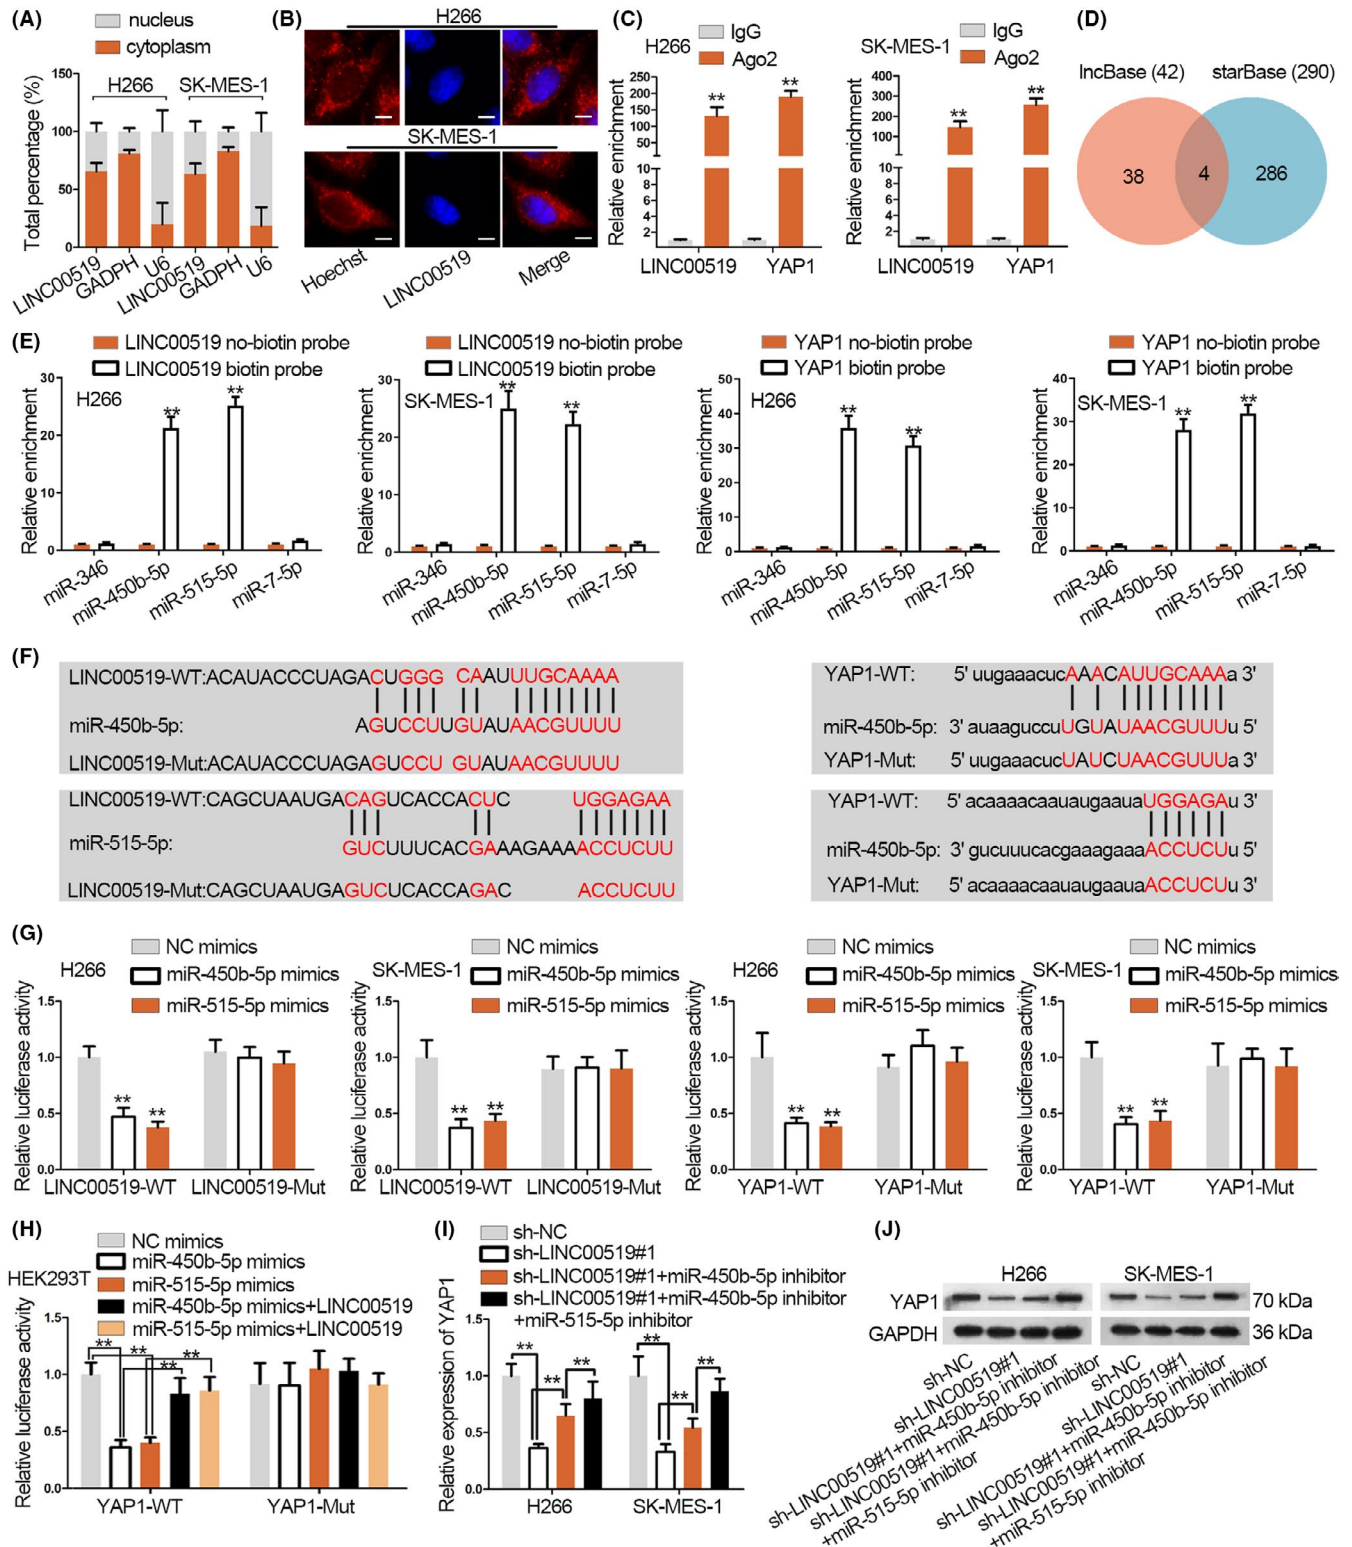 (A)
nucleus
cytoplasm
Total percentage (%)
150
100
50
0
H266
SK-MES-1
LINC00519
GADPH
U6
LINC00519
GADPH
U6
(B)
H266
SK-MES-1
Hoechst
LINC00519
Merge
(C)
IgG
Ago2
H266
Relative enrichment
250
200
150
100
50
10
8
6
4
2
**
**
LINC00519
YAP1
IgG
Ago2
SK-MES-1
Relative enrichment
400
300
200
100
10
8
6
4
2
**
**
LINC00519
YAP1
(D)
lncBase (42)
starBase (290)
38
4
286
(E)
LINC00519 no-biotin probe
LINC00519 biotin probe
H266
Relative enrichment
30
20
10
0
**
**
miR-346
miR-450b-5p
miR-515-5p
miR-7-5p
LINC00519 no-biotin probe
LINC00519 biotin probe
SK-MES-1
Relative enrichment
30
20
10
0
**
**
miR-346
miR-450b-5p
miR-515-5p
miR-7-5p
YAP1 no-biotin probe
YAP1 biotin probe
H266
Relative enrichment
50
40
30
20
10
0
**
**
miR-346
miR-450b-5p
miR-515-5p
miR-7-5p
YAP1 no-biotin probe
YAP1 biotin probe
SK-MES-1
Relative enrichment
40
30
20
10
0
**
**
miR-346
miR-450b-5p
miR-515-5p
miR-7-5p
(F)
LINC00519-WT:ACAUACCCUAGACUGGG CAAUUUGCAAAA
miR-450b-5p: AGUCCUUGUAUAACGUUUU
LINC00519-Mut:ACAUACCCUAGAGUCCU GUAUAACGUUUU
LINC00519-WT:CAGCUAAUGACAGUCACCACUC UGGAGAA
miR-515-5p: GUCUUUCACGAAAGAAAACCUCUU
LINC00519-Mut:CAGCUAAUGAGUCUCACCAGAC ACCUCUU
YAP1-WT: 5' uugaaacucAAACAUUGCAAAa 3'
miR-450b-5p: 3' auaaguccuUGUAUAACGUUUu 5'
YAP1-Mut: 5' uugaaacucUAUCUAACGUUUa 3'
YAP1-WT: 5' acaaaacaauaugaauaUGGAGAu 3'
miR-450b-5p: 3' gucuuucacgaaagaaaACCUCUu 5'
YAP1-Mut: 5' acaaaacaauaugaauaACCUCUu 3'
(G)
NC mimics
miR-450b-5p mimics
miR-515-5p mimics
H266
Relative luciferase activity
1.5
1.0
0.5
0.0
**
**
LINC00519-WT
LINC00519-Mut
NC mimics
miR-450b-5p mimics
miR-515-5p mimics
SK-MES-1
Relative luciferase activity
1.5
1.0
0.5
0.0
**
**
LINC00519-WT
LINC00519-Mut
NC mimics
miR-450b-5p mimics
miR-515-5p mimics
H266
Relative luciferase activity
1.5
1.0
0.5
0.0
**
**
YAP1-WT
YAP1-Mut
NC mimics
miR-450b-5p mimics
miR-515-5p mimics
SK-MES-1
Relative luciferase activity
1.5
1.0
0.5
0.0
**
**
YAP1-WT
YAP1-Mut
(H)
NC mimics
miR-450b-5p mimics
miR-515-5p mimics
miR-450b-5p mimics+LINC00519
miR-515-5p mimics+LINC00519
HEK293T
Relative luciferase activity
1.5
1.0
0.5
0.0
**
**
**
**
YAP1-WT
YAP1-Mut
(I)
sh-NC
sh-LINC00519#1
sh-LINC00519#1+miR-450b-5p inhibitor
sh-LINC00519#1+miR-450b-5p inhibitor
+miR-515-5p inhibitor
Relative expression of YAP1
1.5
1.0
0.5
0.0
**
**
**
**
**
**
H266
SK-MES-1
(J)
H266
SK-MES-1
YAP1
70 kDa
GAPDH
36 kDa
sh-NC
sh-LINC00519#1
sh-LINC00519#1+miR-450b-5p inhibitor
sh-LINC00519#1+miR-450b-5p inhibitor
+miR-515-5p inhibitor
sh-NC
sh-LINC00519#1
sh-LINC00519#1+miR-450b-5p inhibitor
sh-LINC00519#1+miR-450b-5p inhibitor
+miR-515-5p inhibitor